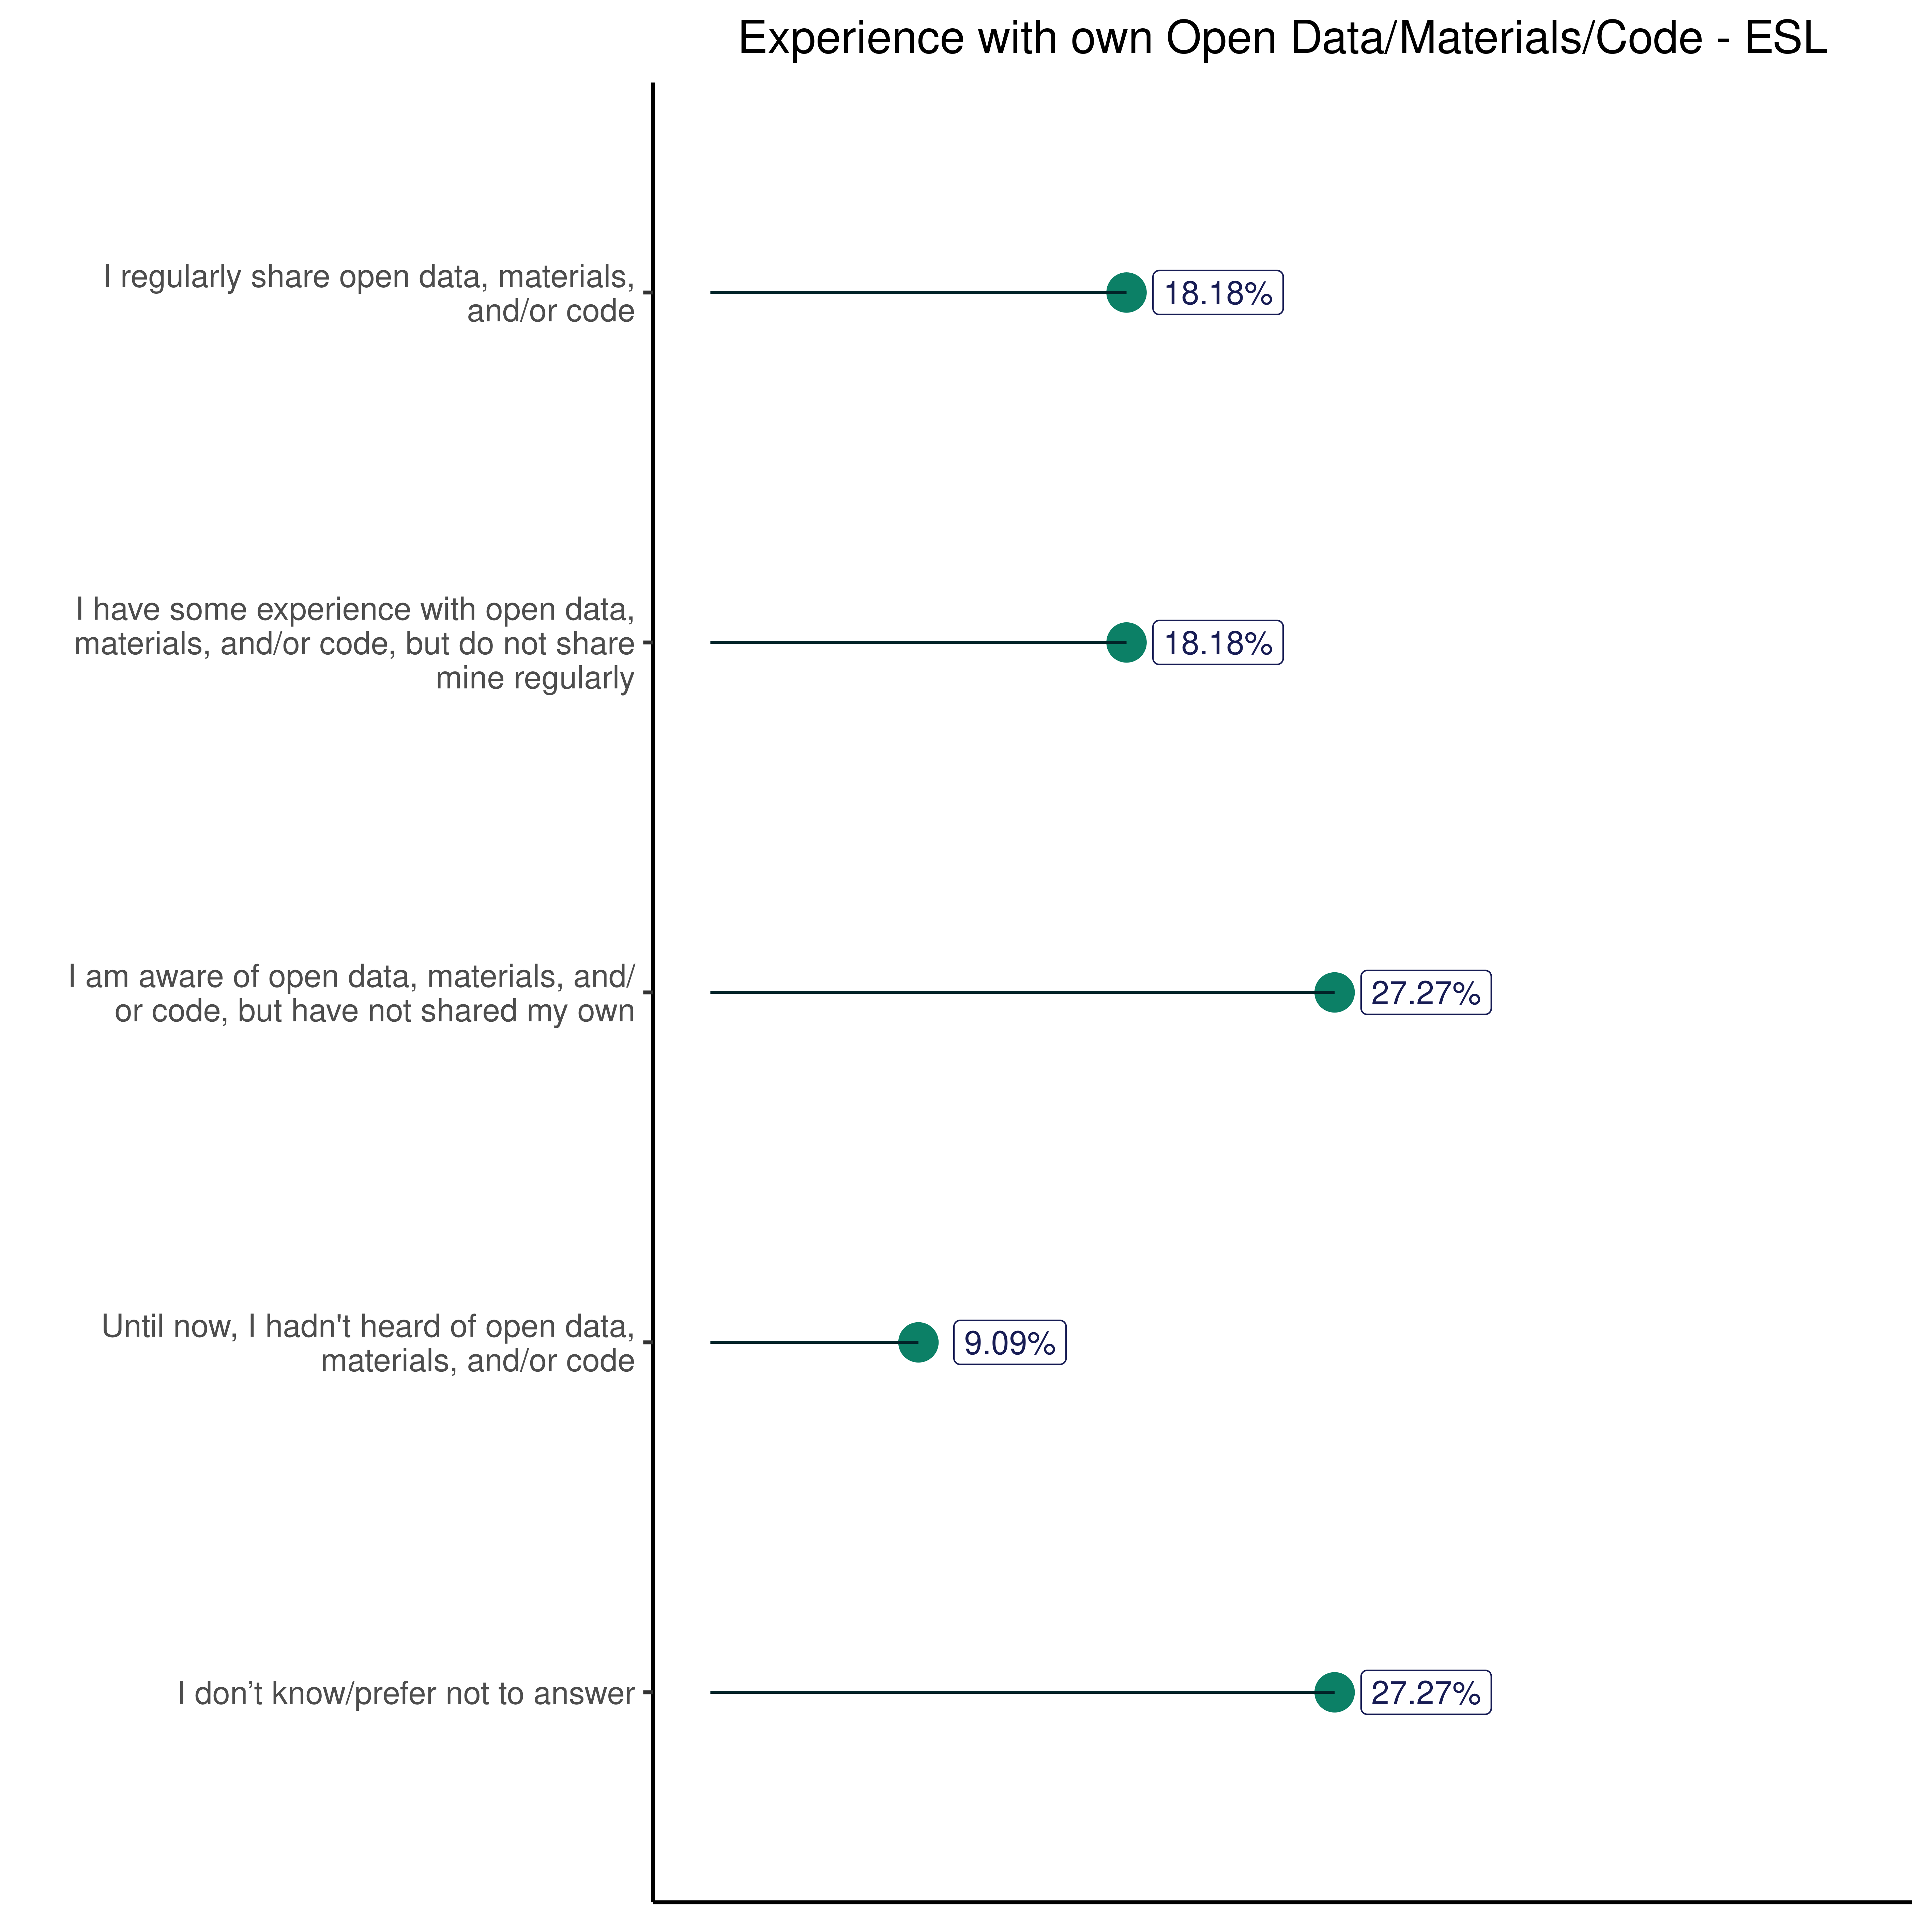 Experience with own Open Data/Materials/Code - ESL
I regularly share open data, materials,
and/or code
18.18%
I have some experience with open data,
materials, and/or code, but do not share
mine regularly
18.18%
I am aware of open data, materials, and/
or code, but have not shared my own
27.27%
Until now, I hadn't heard of open data,
materials, and/or code
9.09%
I don’t know/prefer not to answer
27.27%